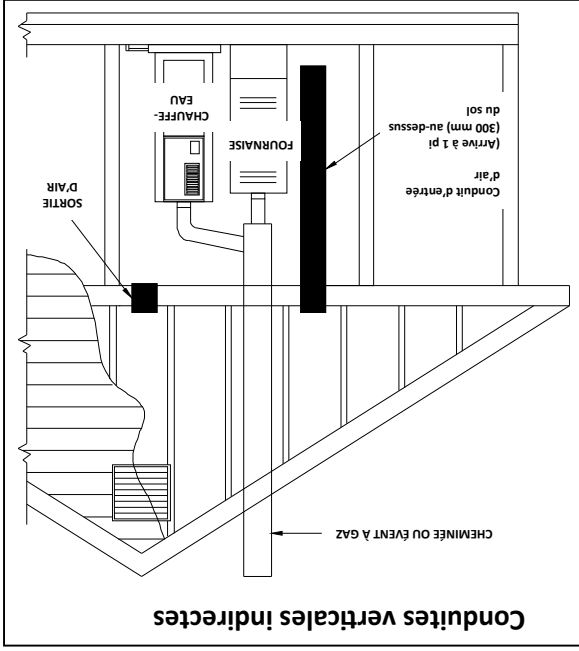 Conduites verticales indirectes
CHEMINÉE OU ÉVENT À GAZ
SORTIE
D'AIR
Conduit d'entrée
d'air
(Arrive à 1 pi
(300 mm) au-dessus
du sol
FOURNAISE
CHAUFFE-
EAU